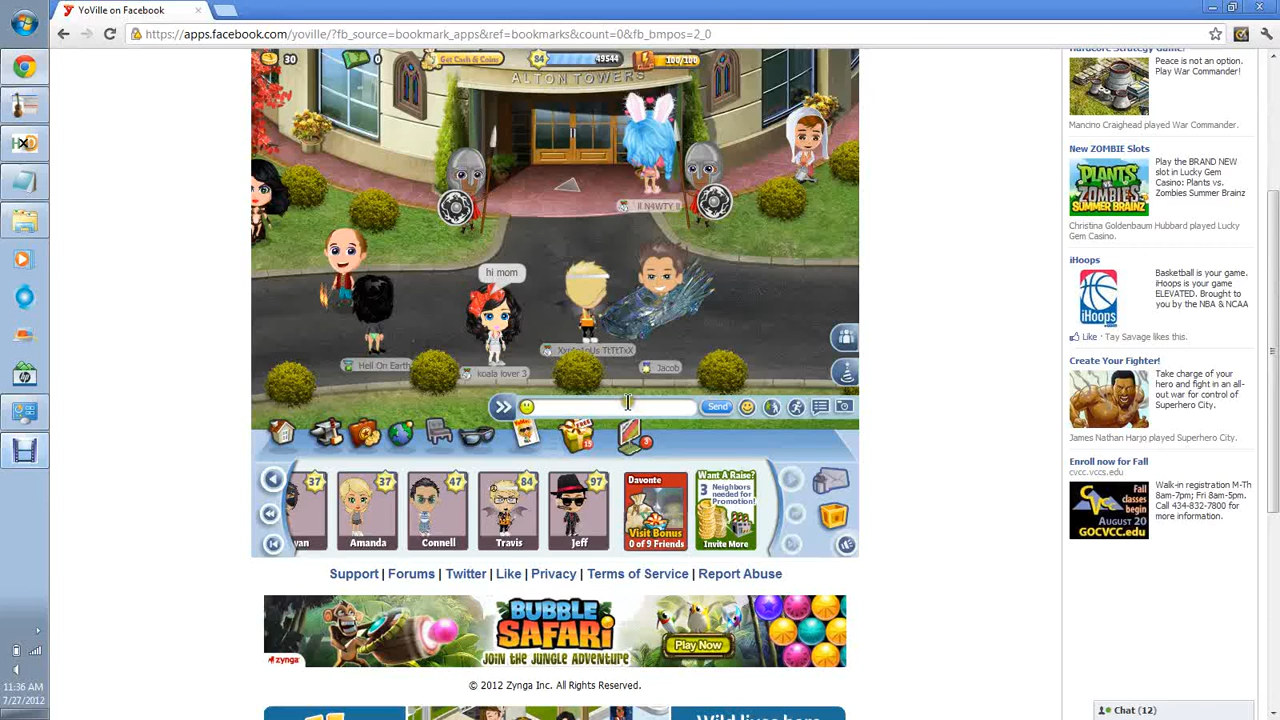 YoVille on Facebook
https://apps.facebook.com/yoville/?fb_source=bookmark_apps&ref=bookmarks&count=0&fb_bmpos=2_0
30
0
Get Cash & Coins
84
49544
100/100
ALTON TOWERS
hi mom
Hell On Earth
koala lover 3
Jacob
Send
FREE
15
3
37
37
Amanda
47
Connell
84
Travis
97
Jeff
Davonte
Visit Bonus
0 of 9 Friends
Want A Raise?
3 Neighbors
needed for
Promotion!
Invite More
Support | Forums | Twitter | Like | Privacy | Terms of Service | Report Abuse
BUBBLE
SAFARI
JOIN THE JUNGLE ADVENTURE
Play Now
zynga
© 2012 Zynga Inc. All Rights Reserved.
Hardcore Strategy Game!
Peace is not an option.
Play War Commander!
Mancino Craighead played War Commander.
New ZOMBIE Slots
Play the BRAND NEW
slot in Lucky Gem
Casino: Plants vs.
Zombies Summer Brainz
PLANTS
VS
ZOMBIES
SUMMER BRAINZ
Christina Goldenbaum Hubbard played Lucky
Gem Casino.
iHoops
Basketball is your game.
iHoops is your game
ELEVATED. Brought to
you by the NBA & NCAA
iHoops
Like · Tay Savage likes this.
Create Your Fighter!
Take charge of your
hero and fight in an all-
out war for control of
Superhero City.
James Nathan Harjo played Superhero City.
Enroll now for Fall
cvcc.vccs.edu
Walk-in registration M-Th
8am-7pm; Fri 8am-5pm.
Call 434-832-7800 for
more information.
Fall
classes
begin
AUGUST 20
GOCVCC.edu
Chat (12)
11:36 AM
7/27/2012